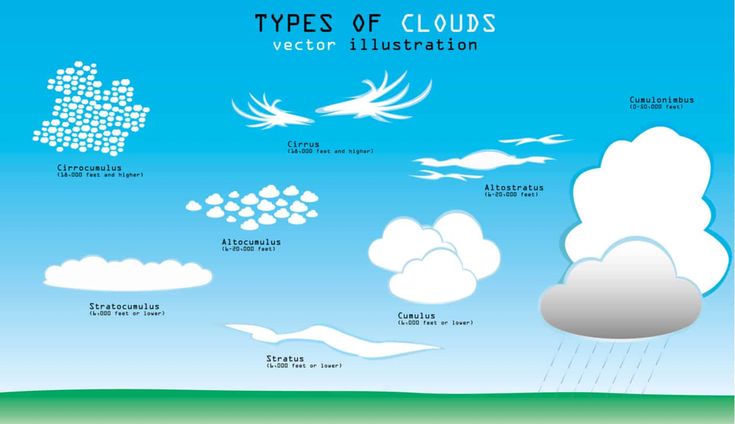 TYPES OF CLOUDS
vector illustration
Cumulonimbus
(0-50,000 feet)
Cirrus
(18,000 feet and higher)
Cirrocumulus
(18,000 feet and higher)
Altostratus
(6-20,000 feet)
Altocumulus
(6-20,000 feet)
Stratocumulus
(6,000 feet or lower)
Cumulus
(6,000 feet or lower)
Stratus
(6,000 feet or lower)